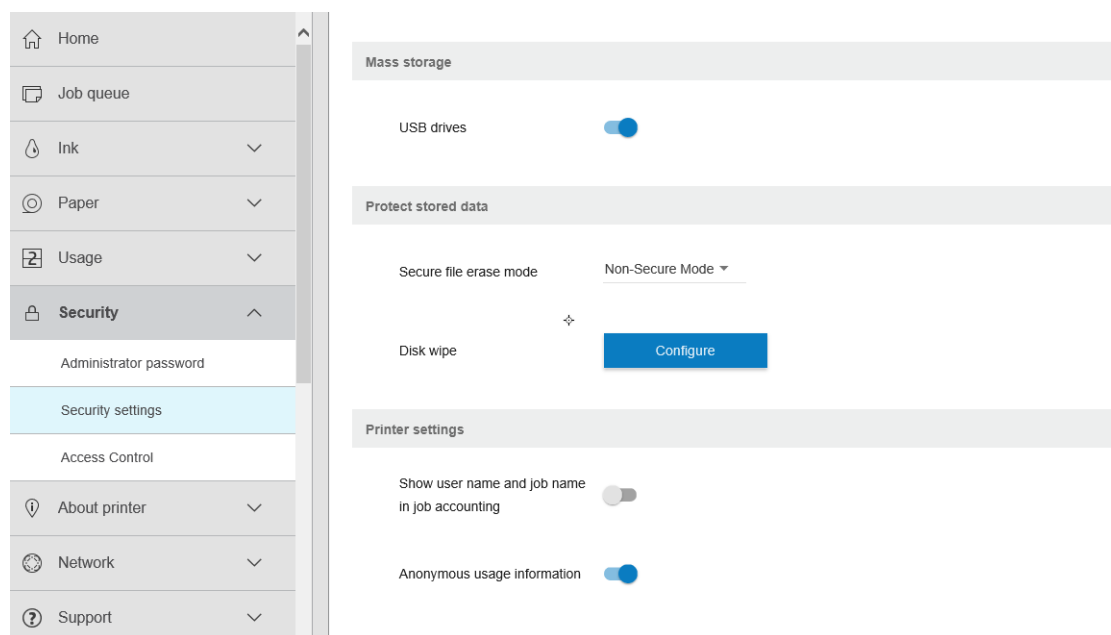 Home
Job queue
Ink
Paper
Usage
Security
Administrator password
Security settings
Access Control
About printer
Network
Support
Mass storage
USB drives
Protect stored data
Secure file erase mode
Non-Secure Mode
Disk wipe
Configure
Printer settings
Show user name and job name
in job accounting
Anonymous usage information